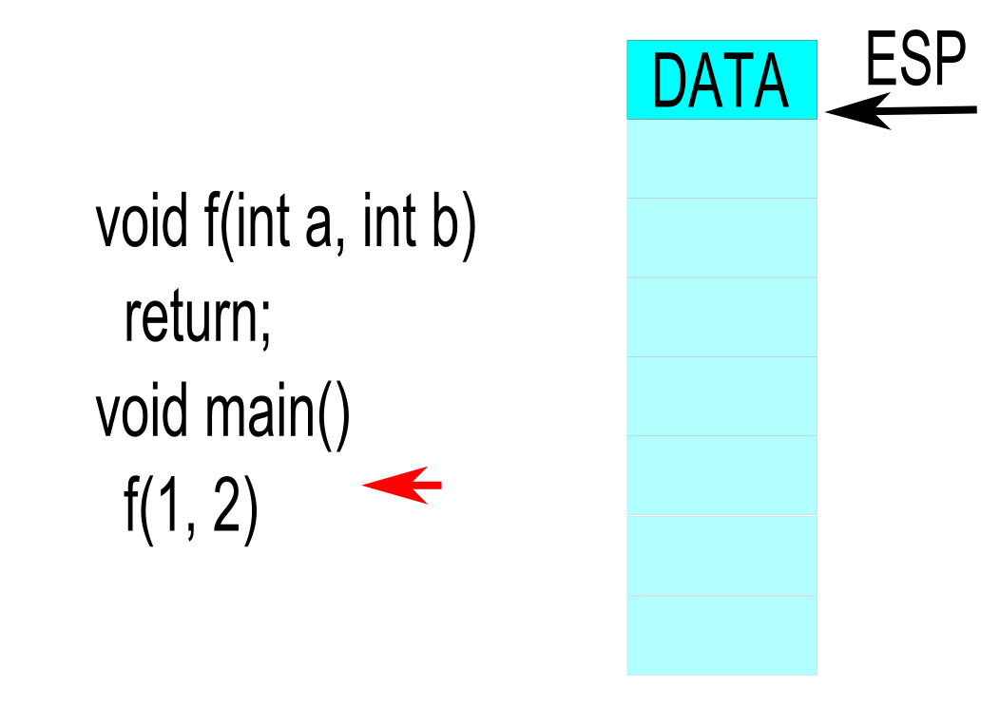 DATA
ESP
void f(int a, int b)
return;
void main()
f(1, 2)